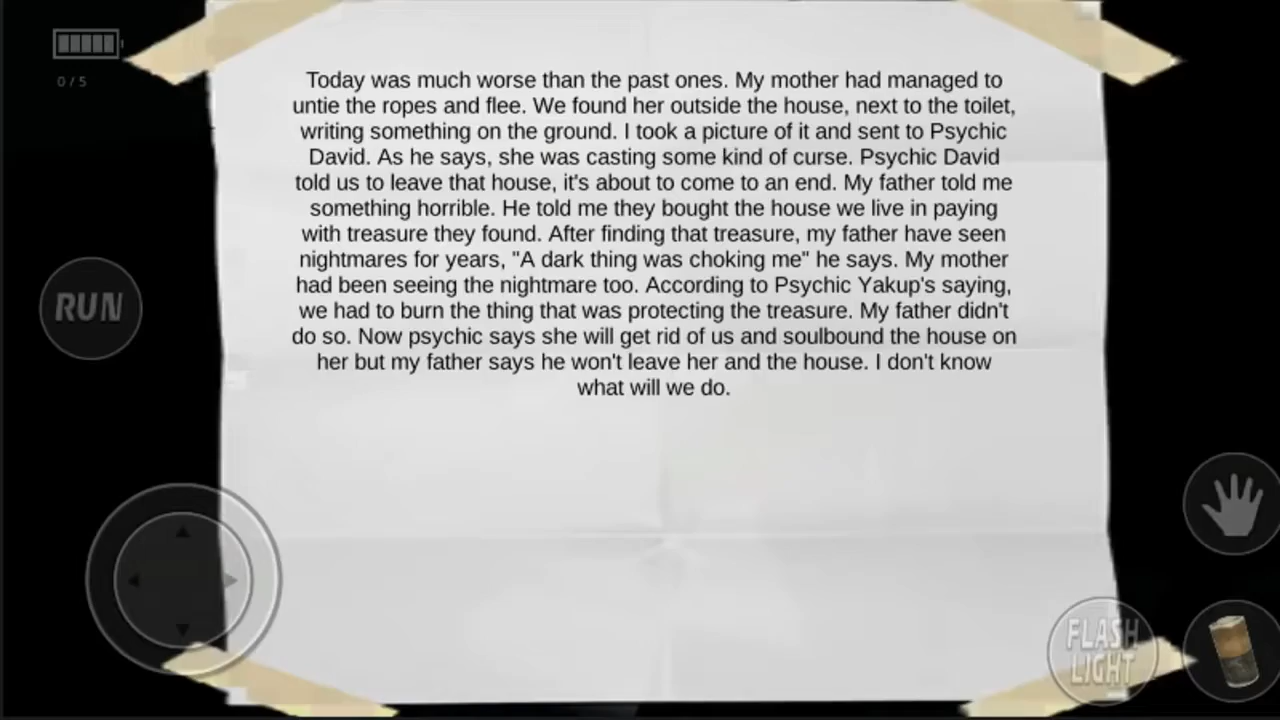 0 / 5
Today was much worse than the past ones. My mother had managed to
untie the ropes and flee. We found her outside the house, next to the toilet,
writing something on the ground. I took a picture of it and sent to Psychic
David. As he says, she was casting some kind of curse. Psychic David
told us to leave that house, it's about to come to an end. My father told me
something horrible. He told me they bought the house we live in paying
with treasure they found. After finding that treasure, my father have seen
nightmares for years, "A dark thing was choking me" he says. My mother
had been seeing the nightmare too. According to Psychic Yakup's saying,
we had to burn the thing that was protecting the treasure. My father didn't
do so. Now psychic says she will get rid of us and soulbound the house on
her but my father says he won't leave her and the house. I don't know
what will we do.
RUN
FLASH
LIGHT